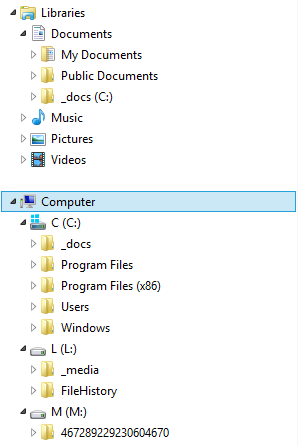 Libraries
Documents
My Documents
Public Documents
_docs (C:)
Music
Pictures
Videos
Computer
C (C:)
_docs
Program Files
Program Files (x86)
Users
Windows
L (L:)
_media
FileHistory
M (M:)
467289229230604670